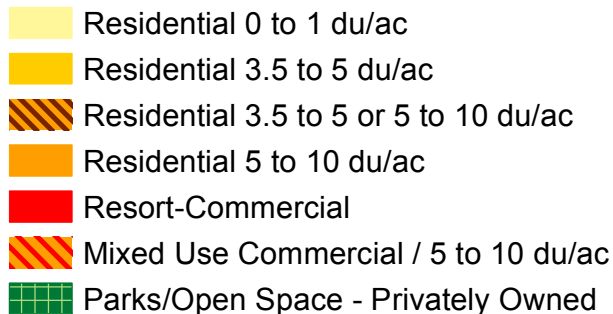 Residential 0 to 1 du/ac
Residential 3.5 to 5 du/ac
Residential 3.5 to 5 or 5 to 10 du/ac
Residential 5 to 10 du/ac
Resort-Commercial
Mixed Use Commercial / 5 to 10 du/ac
Parks/Open Space - Privately Owned